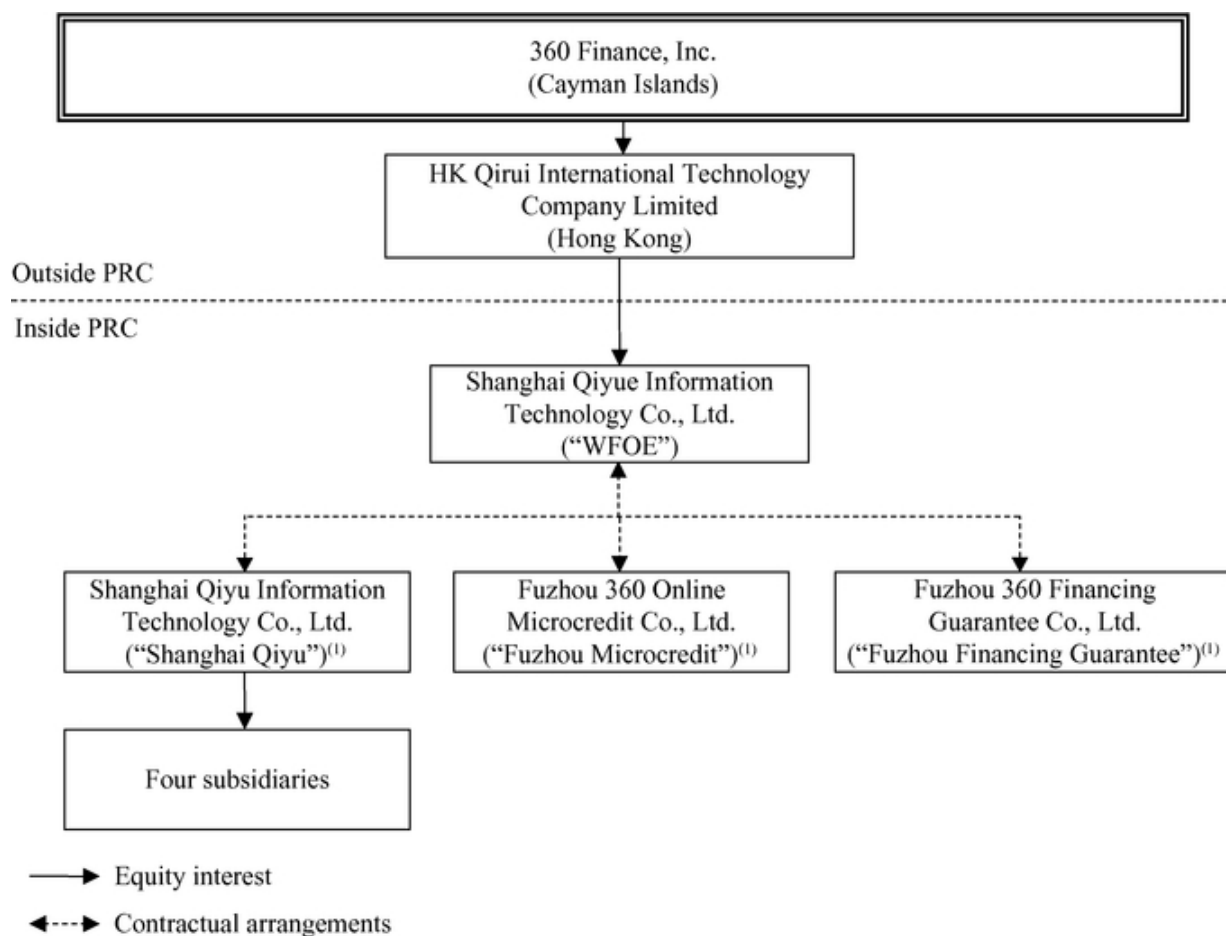 360 Finance, Inc.
(Cayman Islands)
HK Qirui International Technology
Company Limited
(Hong Kong)
Outside PRC
Inside PRC
Shanghai Qiyue Information
Technology Co., Ltd.
(“WFOE”)
Shanghai Qiyu Information
Technology Co., Ltd.
(“Shanghai Qiyu”)(1)
Fuzhou 360 Online
Microcredit Co., Ltd.
(“Fuzhou Microcredit”)(1)
Fuzhou 360 Financing
Guarantee Co., Ltd.
(“Fuzhou Financing Guarantee”)(1)
Four subsidiaries
Equity interest
Contractual arrangements